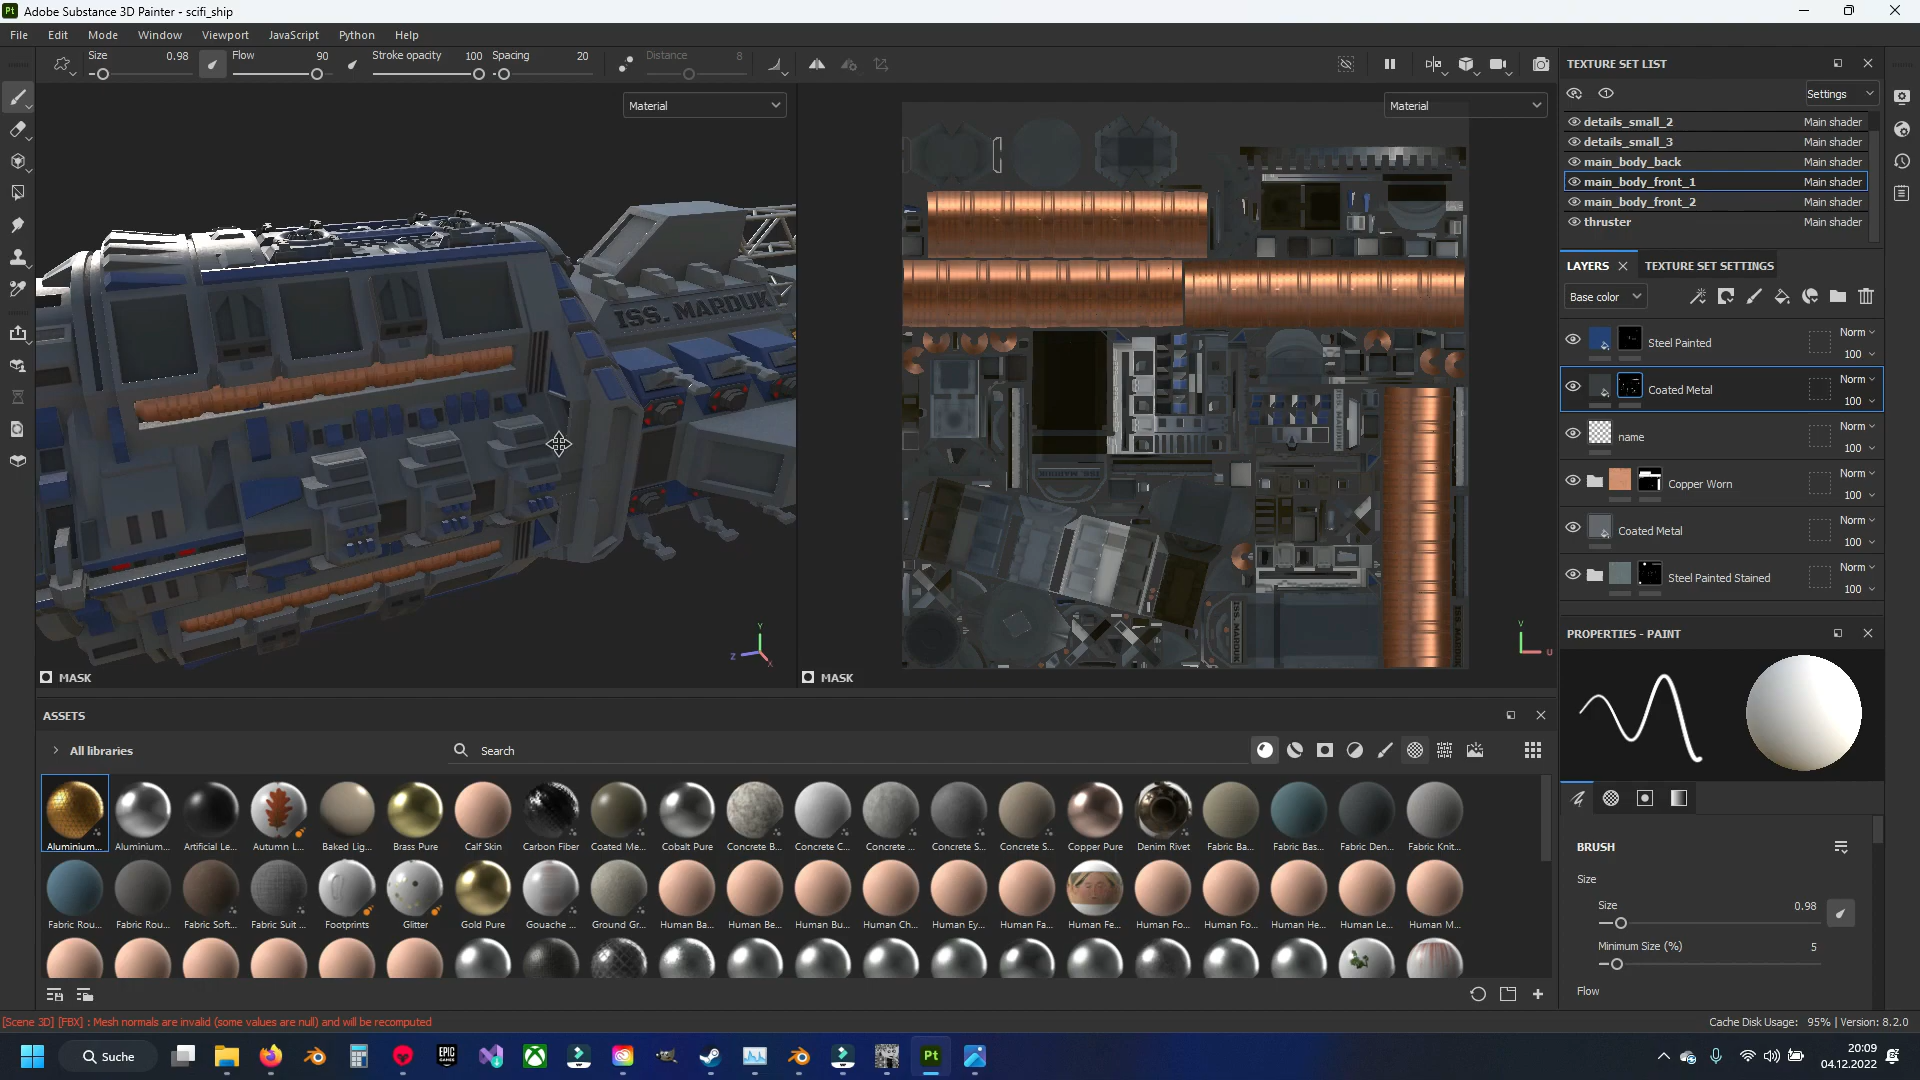 Pt Adobe Substance 3D Painter - scifi_ship
File Edit Mode Window Viewport JavaScript Python Help
Size 0.98 Flow 90 Stroke opacity 100 Spacing 20 Distance 8
Material
Material
ISS. MARDUK
Y
Z
X
V
U
MASK
MASK
TEXTURE SET LIST
Settings
details_small_2 Main shader
details_small_3 Main shader
main_body_back Main shader
main_body_front_1 Main shader
main_body_front_2 Main shader
thruster Main shader
LAYERS TEXTURE SET SETTINGS
Base color
Steel Painted Norm 100
Coated Metal Norm 100
name Norm 100
Copper Worn Norm 100
Coated Metal Norm 100
Steel Painted Stained Norm 100
PROPERTIES - PAINT
BRUSH
Size
Size 0.98
Minimum Size (%) 5
Flow
ASSETS
All libraries
Search
Aluminium... Aluminium... Artificial Le... Autumn L... Baked Lig... Brass Pure Calf Skin Carbon Fiber Coated Me... Cobalt Pure Concrete B... Concrete C... Concrete ... Concrete S... Concrete S... Copper Pure Denim Rivet Fabric Ba... Fabric Bas... Fabric Den... Fabric Knit...
Fabric Rou... Fabric Rou... Fabric Soft... Fabric Suit ... Footprints Glitter Gold Pure Gouache ... Ground Gr... Human Ba... Human Be... Human Bu... Human Ch... Human Ey... Human Fa... Human Fe... Human Fo... Human Fo... Human He... Human Le... Human M...
[Scene 3D] [FBX] : Mesh normals are invalid (some values are null) and will be recomputed
Cache Disk Usage: 95% | Version: 8.2.0
Suche
EPIC GAMES
Pt
20:09
04.12.2022